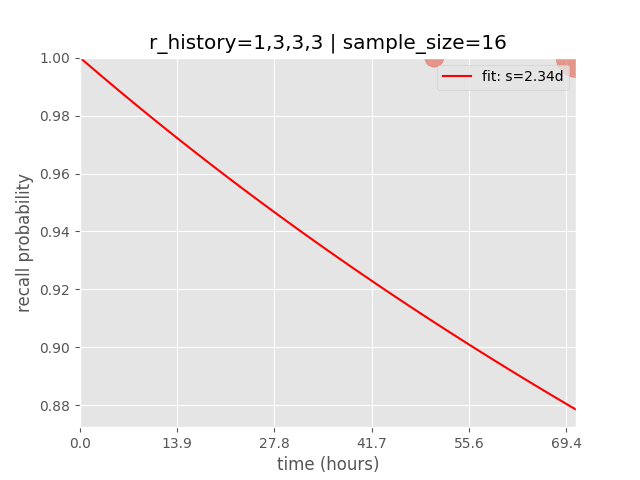 r_history=1,3,3,3 | sample_size=16
fit: s=2.34d
recall probability
1.00
0.98
0.96
0.94
0.92
0.90
0.88
0.0 13.9 27.8 41.7 55.6 69.4
time (hours)